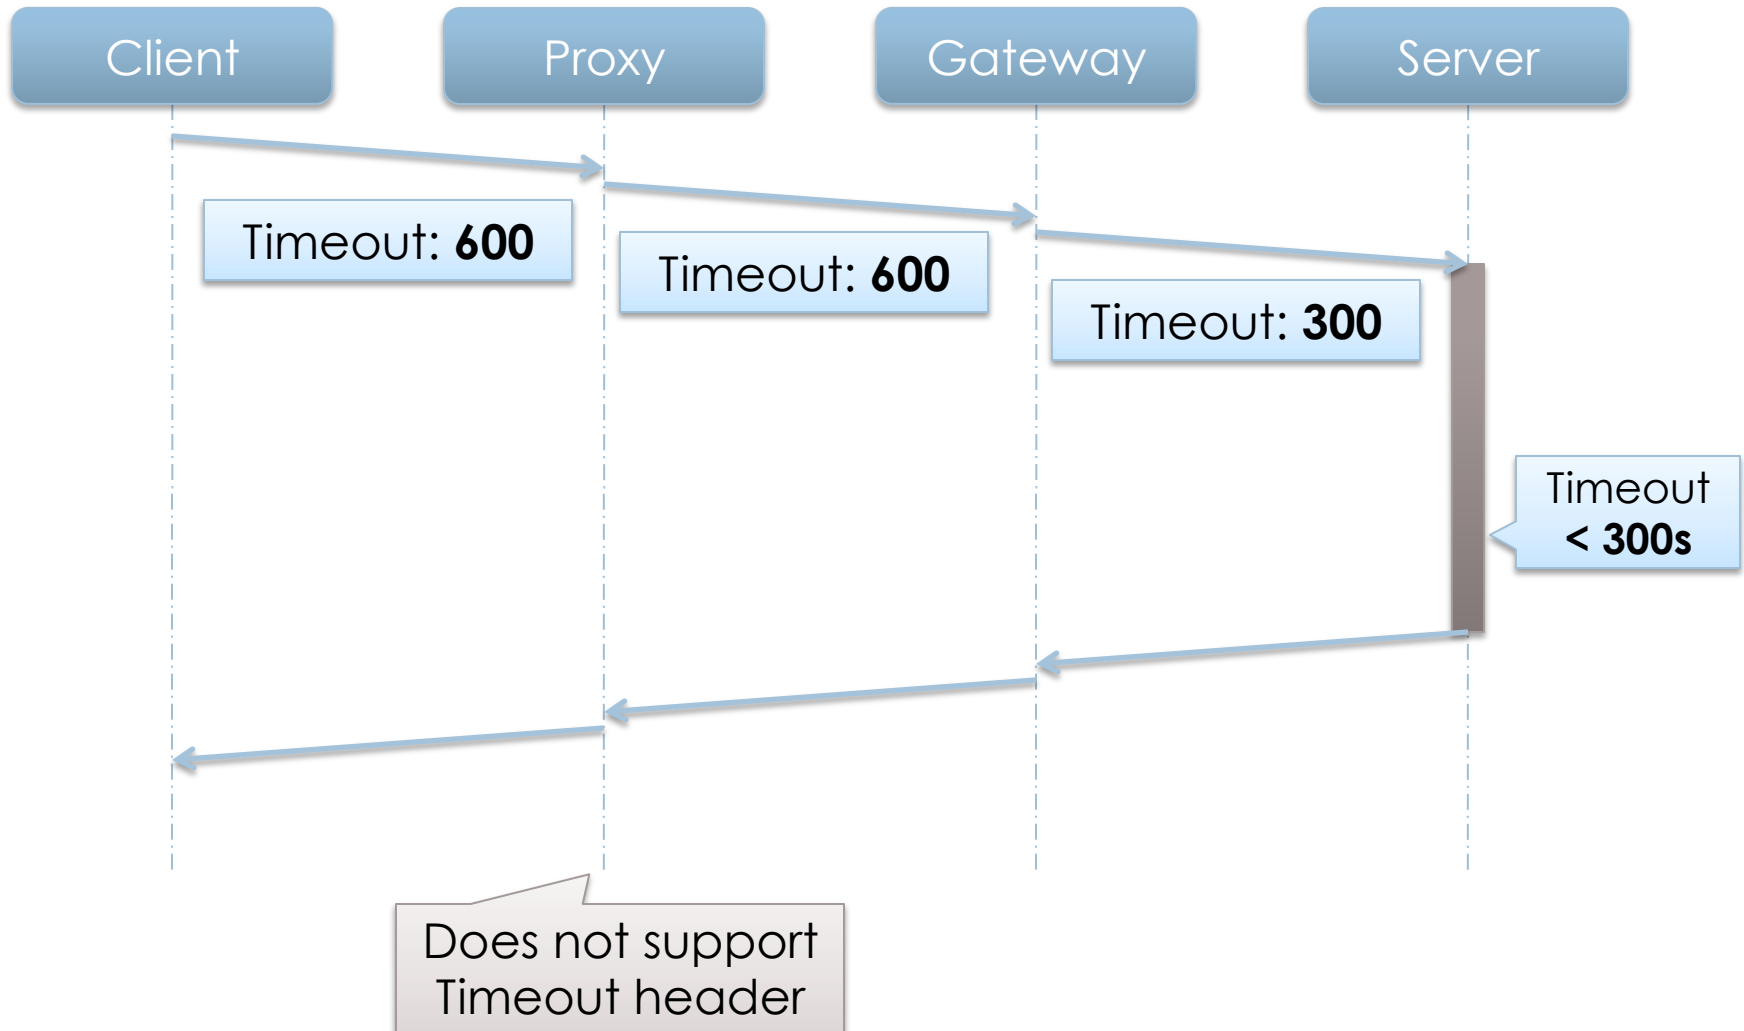 Client
Proxy
Gateway
Server
Timeout: 600
Timeout: 600
Timeout: 300
Timeout
< 300s
Does not support
Timeout header